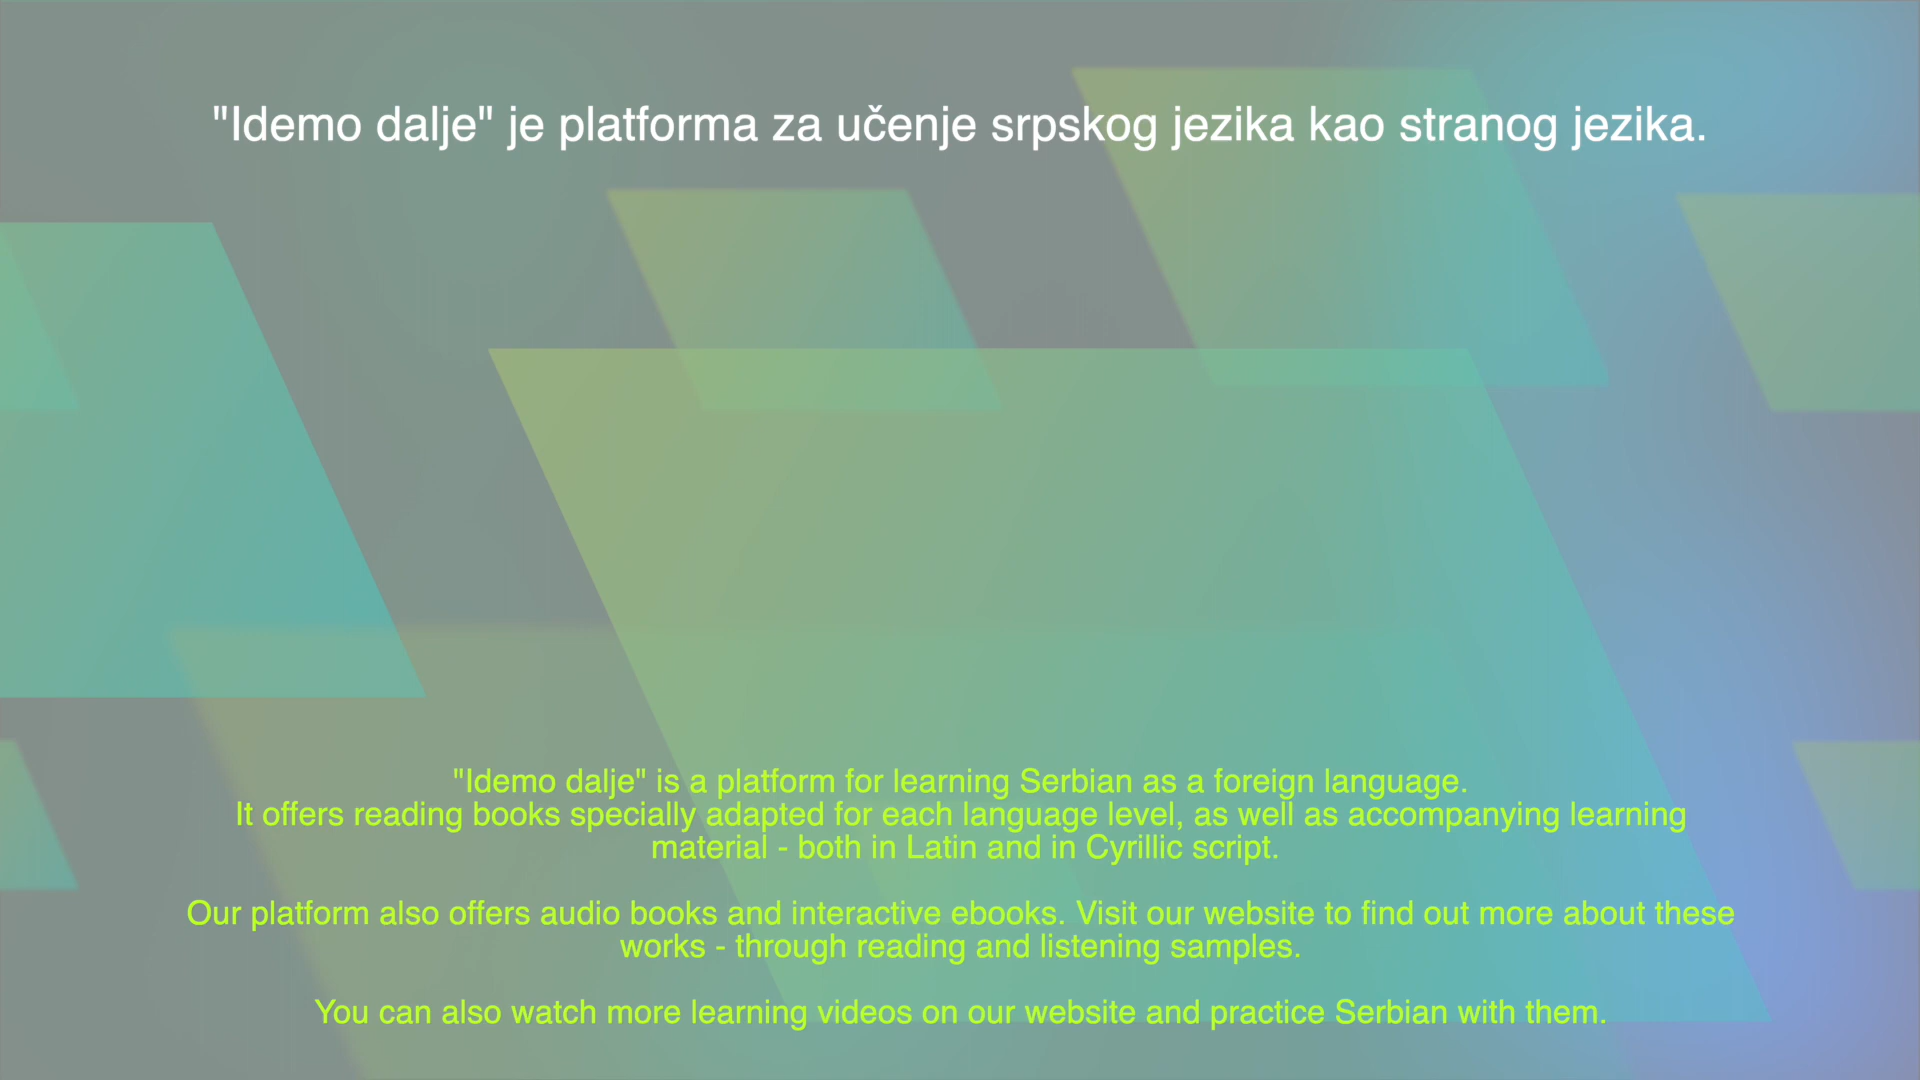 "Idemo dalje" je platforma za učenje srpskog jezika kao stranog jezika.
"Idemo dalje" is a platform for learning Serbian as a foreign language.
It offers reading books specially adapted for each language level, as well as accompanying learning
material - both in Latin and in Cyrillic script.
Our platform also offers audio books and interactive ebooks. Visit our website to find out more about these
works - through reading and listening samples.
You can also watch more learning videos on our website and practice Serbian with them.